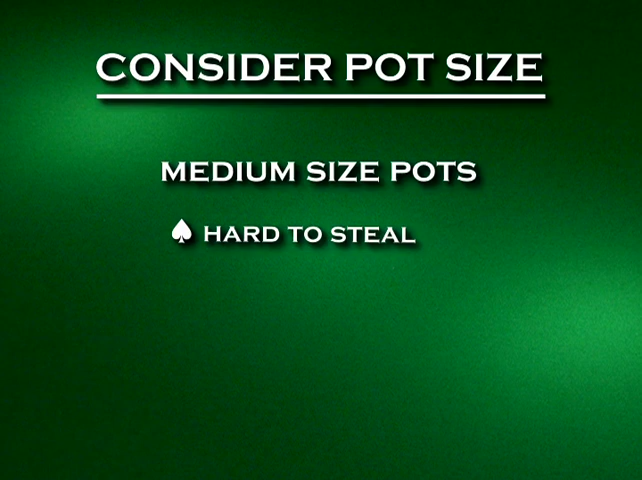 CONSIDER POT SIZE
MEDIUM SIZE POTS
♠ HARD TO STEAL